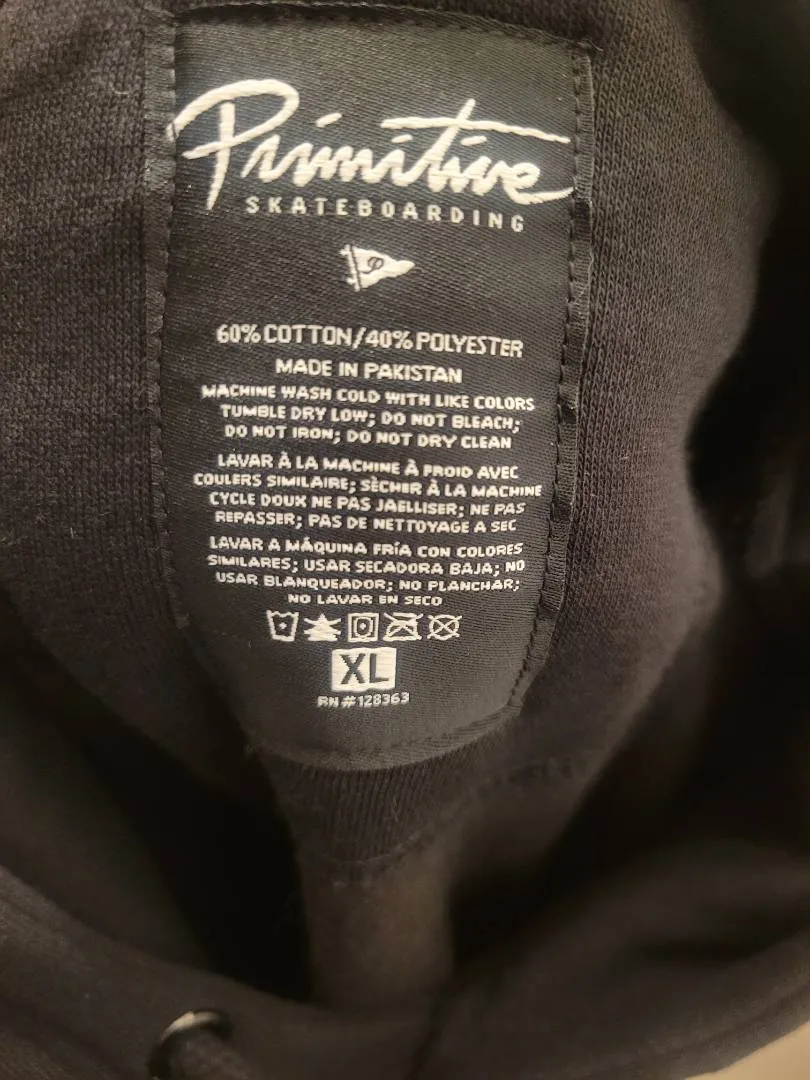 Primitive
SKATEBOARDING
P
60% COTTON/40% POLYESTER
MADE IN PAKISTAN
MACHINE WASH COLD WITH LIKE COLORS
TUMBLE DRY LOW; DO NOT BLEACH;
DO NOT IRON; DO NOT DRY CLEAN
LAVAR À LA MACHINE À FROID AVEC
COULERS SIMILAIRE; SÈCHER À LA MACHINE
CYCLE DOUX NE PAS JAELLISER; NE PAS
REPASSER; PAS DE NETTOYAGE A SEC
LAVAR A MÁQUINA FRÍA CON COLORES
SIMILARES; USAR SECADORA BAJA; NO
USAR BLANQUEADOR; NO PLANCHAR;
NO LAVAR EN SECO
XL
RN #128363